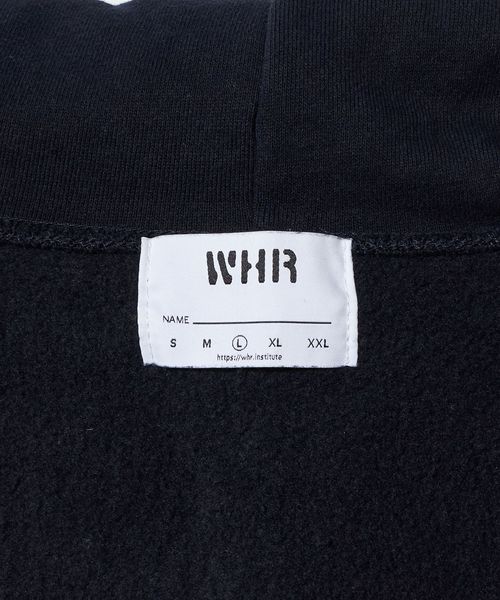 WHR
NAME
S M L XL XXL
https://whr.institute